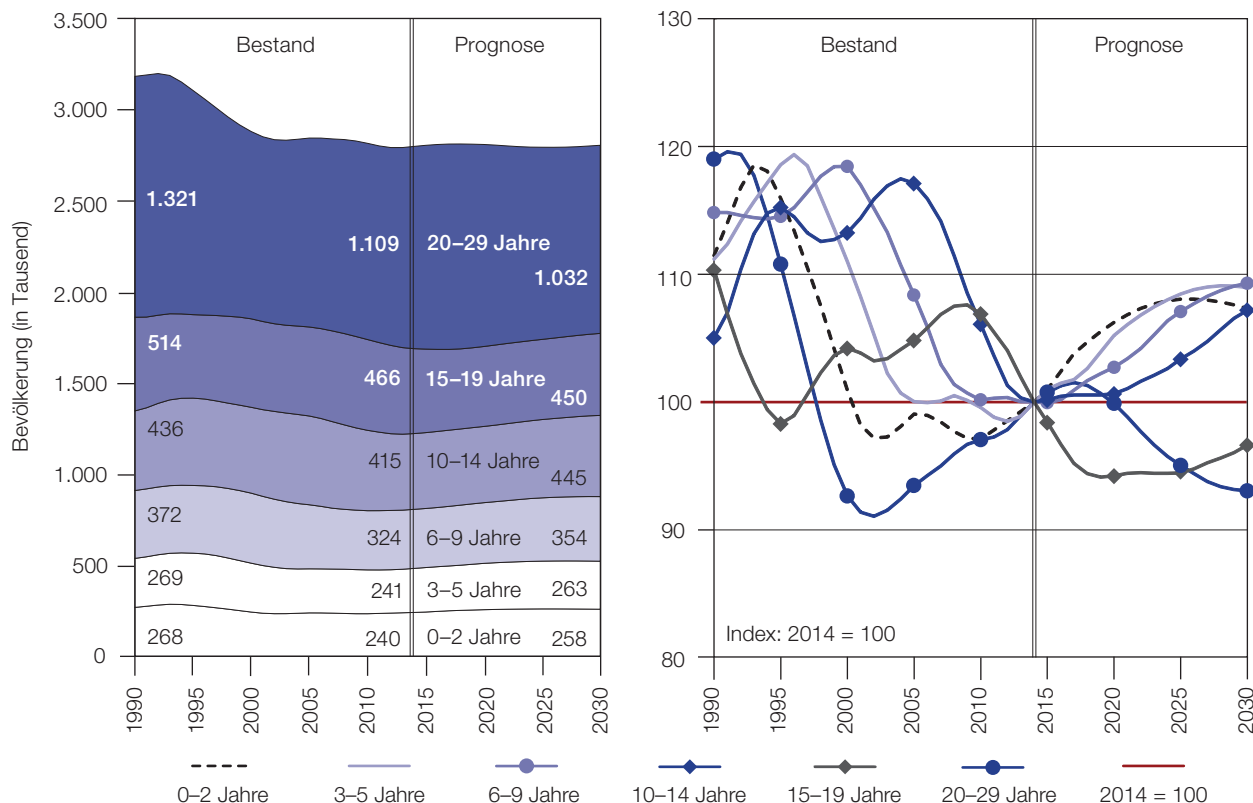 Bevölkerung (in Tausend)
3.500
3.000
2.500
2.000
1.500
1.000
500
0
Bestand
Prognose
1.321
1.109
20–29 Jahre
1.032
514
466
15–19 Jahre
450
436
415
10–14 Jahre
445
372
324
6–9 Jahre
354
269
241
3–5 Jahre
263
268
240
0–2 Jahre
258
1990
1995
2000
2005
2010
2015
2020
2025
2030
130
120
110
100
90
80
Bestand
Prognose
Index: 2014 = 100
1990
1995
2000
2005
2010
2015
2020
2025
2030
0–2 Jahre
3–5 Jahre
6–9 Jahre
10–14 Jahre
15–19 Jahre
20–29 Jahre
2014 = 100